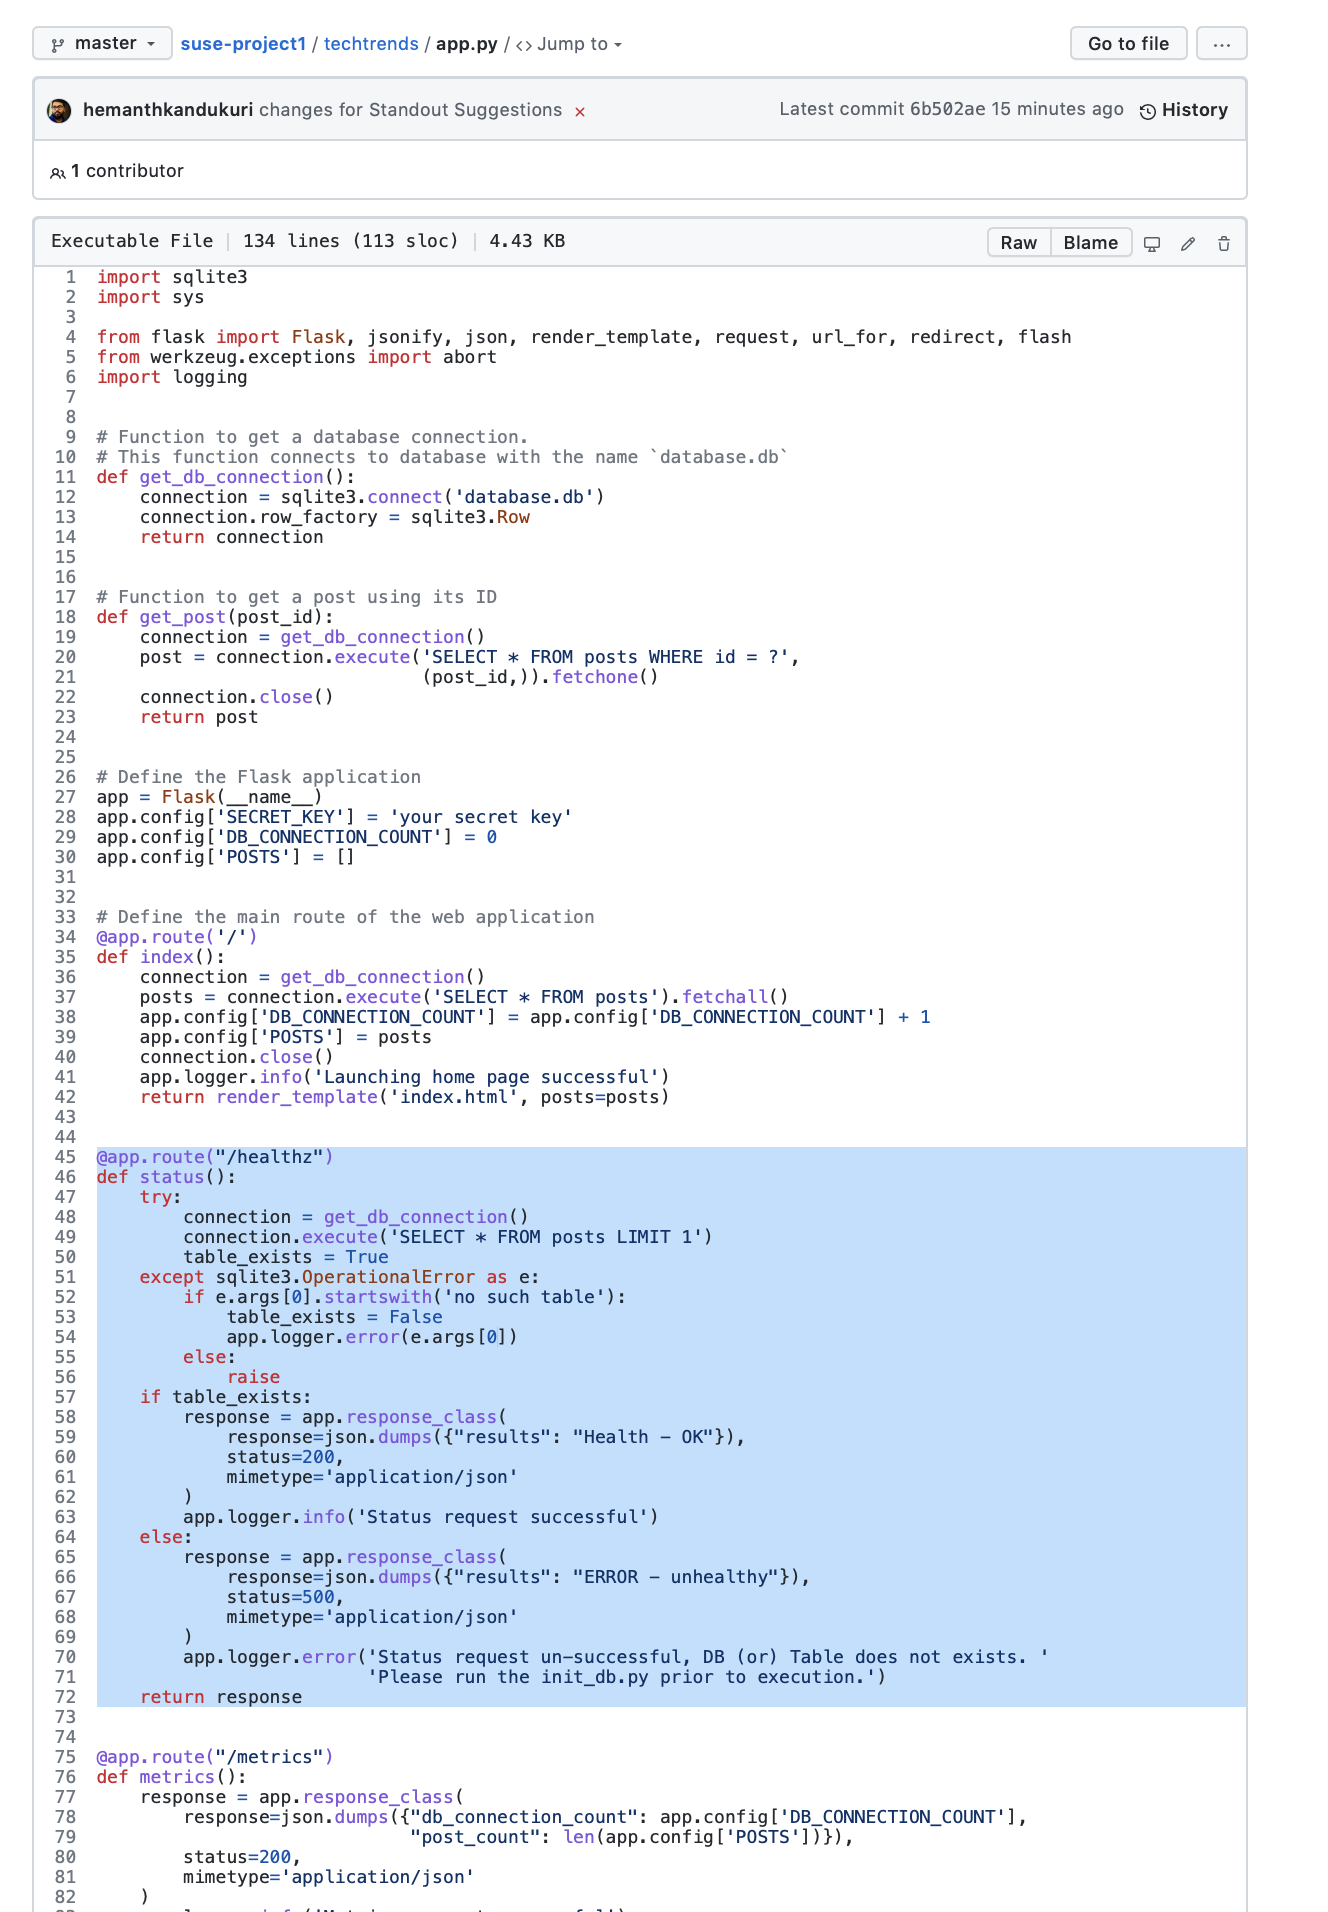 master suse-project1 / techtrends / app.py / <> Jump to Go to file ...
hemanthkandukuri changes for Standout Suggestions × Latest commit 6b502ae 15 minutes ago History
1 contributor
Executable File 134 lines (113 sloc) 4.43 KB Raw Blame
1 import sqlite3
2 import sys
3
4 from flask import Flask, jsonify, json, render_template, request, url_for, redirect, flash
5 from werkzeug.exceptions import abort
6 import logging
7
8
9 # Function to get a database connection.
10 # This function connects to database with the name `database.db`
11 def get_db_connection():
12     connection = sqlite3.connect('database.db')
13     connection.row_factory = sqlite3.Row
14     return connection
15
16
17 # Function to get a post using its ID
18 def get_post(post_id):
19     connection = get_db_connection()
20     post = connection.execute('SELECT * FROM posts WHERE id = ?',
21                               (post_id,)).fetchone()
22     connection.close()
23     return post
24
25
26 # Define the Flask application
27 app = Flask(__name__)
28 app.config['SECRET_KEY'] = 'your secret key'
29 app.config['DB_CONNECTION_COUNT'] = 0
30 app.config['POSTS'] = []
31
32
33 # Define the main route of the web application
34 @app.route('/')
35 def index():
36     connection = get_db_connection()
37     posts = connection.execute('SELECT * FROM posts').fetchall()
38     app.config['DB_CONNECTION_COUNT'] = app.config['DB_CONNECTION_COUNT'] + 1
39     app.config['POSTS'] = posts
40     connection.close()
41     app.logger.info('Launching home page successful')
42     return render_template('index.html', posts=posts)
43
44
45 @app.route("/healthz")
46 def status():
47     try:
48         connection = get_db_connection()
49         connection.execute('SELECT * FROM posts LIMIT 1')
50         table_exists = True
51     except sqlite3.OperationalError as e:
52         if e.args[0].startswith('no such table'):
53             table_exists = False
54             app.logger.error(e.args[0])
55         else:
56             raise
57     if table_exists:
58         response = app.response_class(
59             response=json.dumps({"results": "Health - OK"}),
60             status=200,
61             mimetype='application/json'
62         )
63         app.logger.info('Status request successful')
64     else:
65         response = app.response_class(
66             response=json.dumps({"results": "ERROR - unhealthy"}),
67             status=500,
68             mimetype='application/json'
69         )
70         app.logger.error('Status request un-successful, DB (or) Table does not exists. '
71                          'Please run the init_db.py prior to execution.')
72     return response
73
74
75 @app.route("/metrics")
76 def metrics():
77     response = app.response_class(
78         response=json.dumps({"db_connection_count": app.config['DB_CONNECTION_COUNT'],
79                              "post_count": len(app.config['POSTS'])}),
80         status=200,
81         mimetype='application/json'
82     )